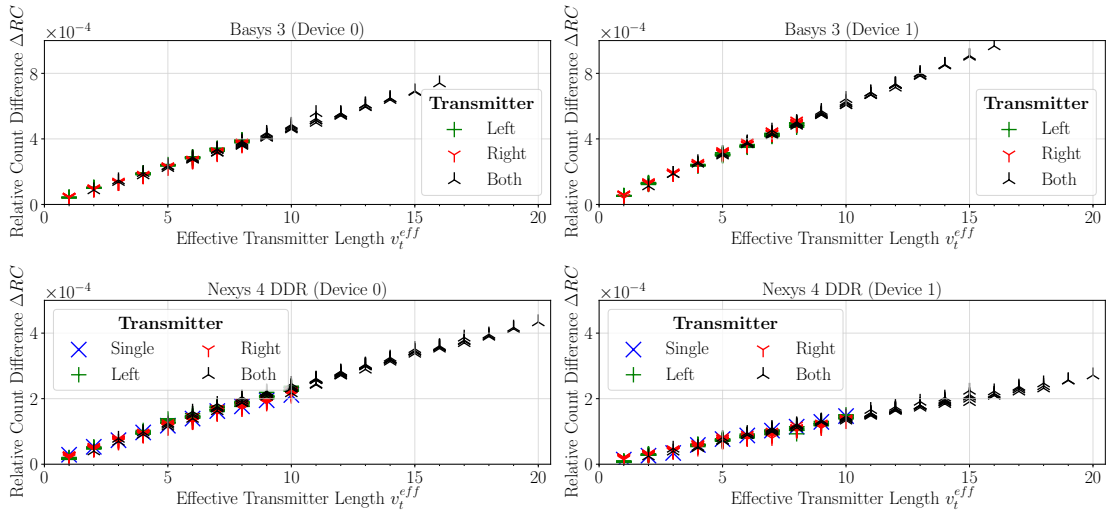 Basys 3 (Device 0)
×10⁻⁴
Relative Count Difference ΔRC
8
4
0
Transmitter
Left
Right
Both
0 5 10 15 20
Effective Transmitter Length v_t^{eff}
Basys 3 (Device 1)
×10⁻⁴
Relative Count Difference ΔRC
8
4
0
Transmitter
Left
Right
Both
0 5 10 15 20
Effective Transmitter Length v_t^{eff}
Nexys 4 DDR (Device 0)
×10⁻⁴
Relative Count Difference ΔRC
4
2
0
Transmitter
Single Right
Left Both
0 5 10 15 20
Effective Transmitter Length v_t^{eff}
Nexys 4 DDR (Device 1)
×10⁻⁴
Relative Count Difference ΔRC
4
2
0
Transmitter
Single Right
Left Both
0 5 10 15 20
Effective Transmitter Length v_t^{eff}